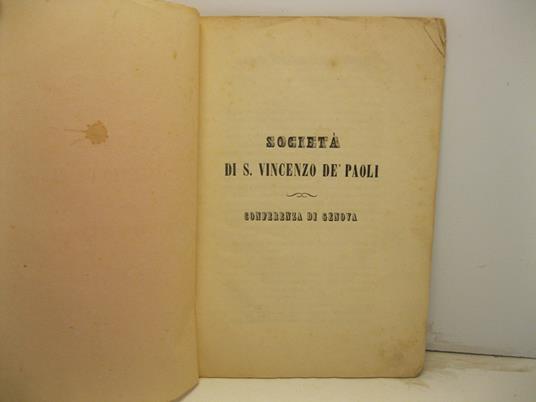 SOCIETÀ
DI S. VINCENZO DE' PAOLI
CONFERENZA DI GENOVA